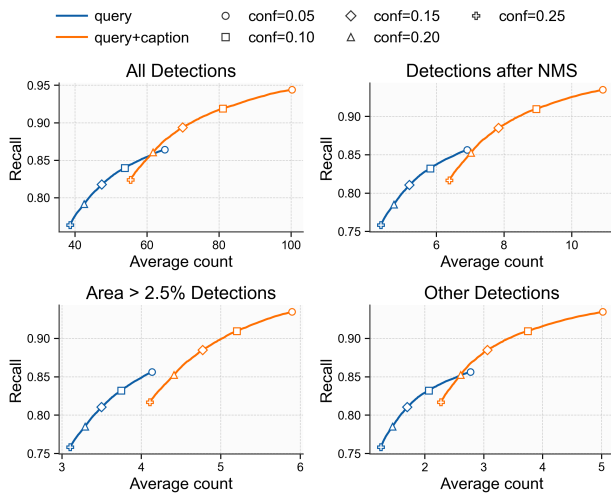 query
query+caption
conf=0.05
conf=0.10
conf=0.15
conf=0.20
conf=0.25
All Detections
Recall
0.95
0.90
0.85
0.80
40 60 80 100
Average count
Detections after NMS
Recall
0.90
0.85
0.80
0.75
6 8 10
Average count
Area > 2.5% Detections
Recall
0.90
0.85
0.80
0.75
3 4 5 6
Average count
Other Detections
Recall
0.90
0.85
0.80
0.75
2 3 4 5
Average count